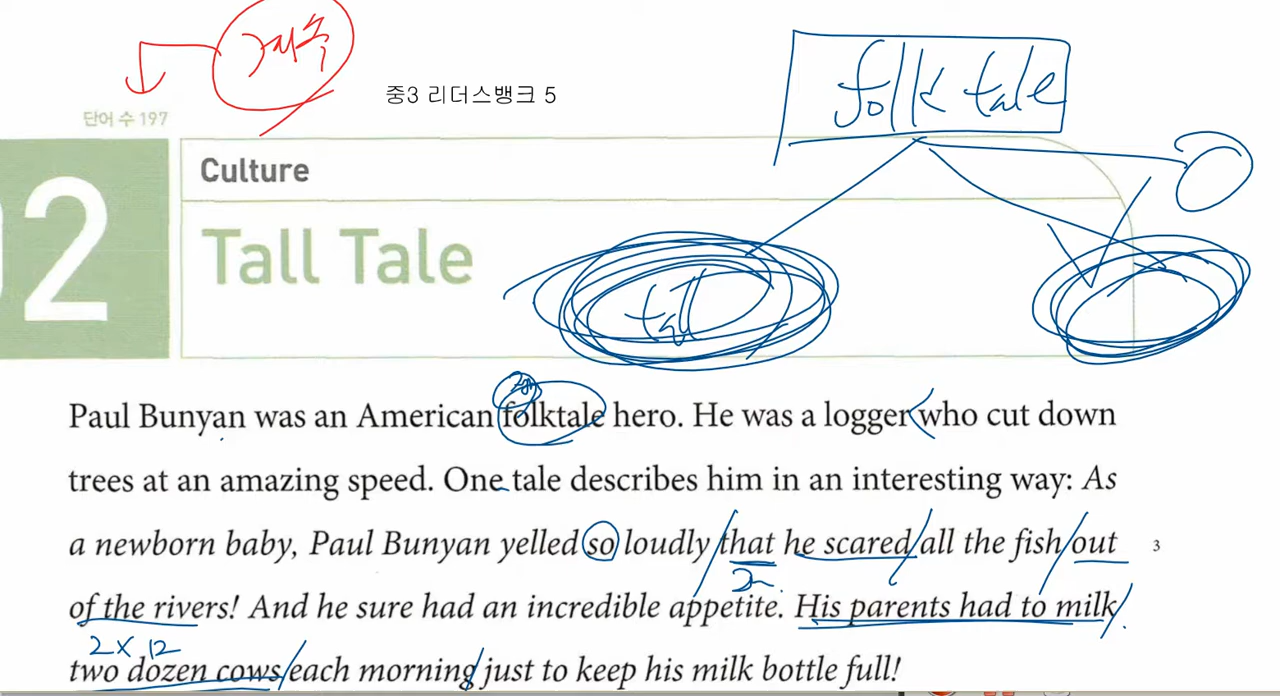 folk tale
중3 리더스뱅크 5
단어 수 197
02
Culture
Tall Tale
tall
Paul Bunyan was an American folktale hero. He was a logger who cut down
trees at an amazing speed. One tale describes him in an interesting way: As
a newborn baby, Paul Bunyan yelled so loudly that he scared all the fish out
3
of the rivers! And he sure had an incredible appetite. His parents had to milk
2 x 12
two dozen cows each morning just to keep his milk bottle full!